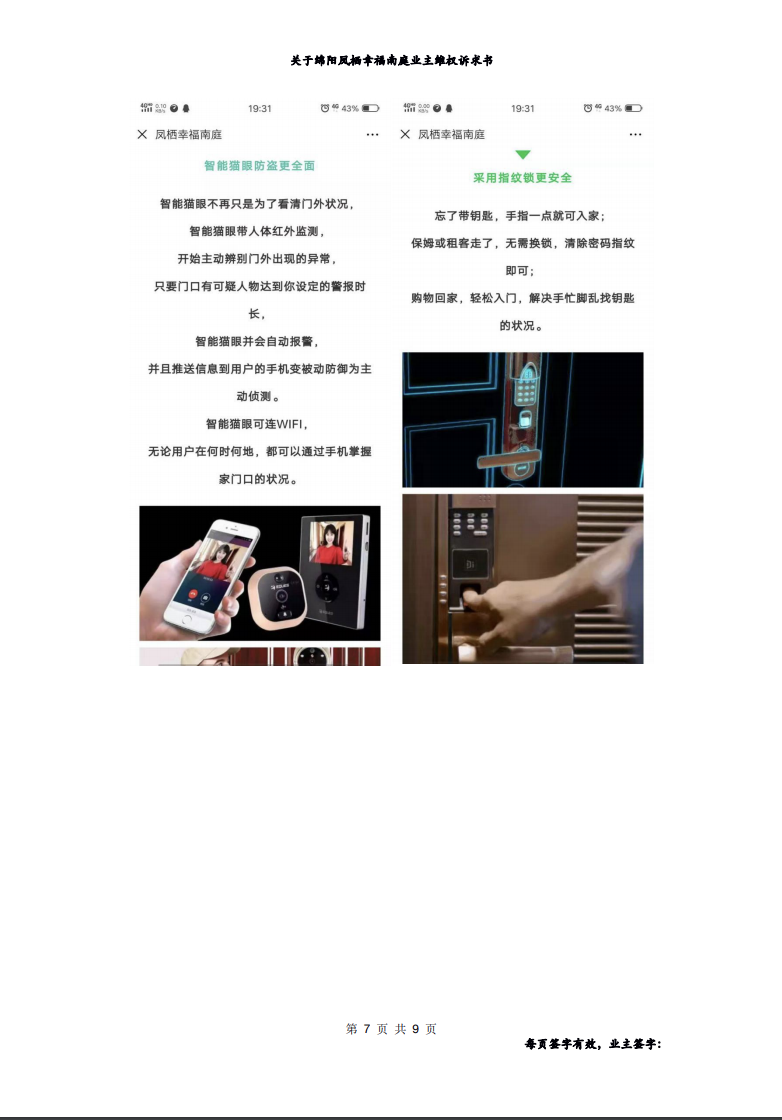 关于绵阳凤栖幸福南庭业主维权诉求书
19:31
4G 43%
凤栖幸福南庭
智能猫眼防盗更全面
智能猫眼不再只是为了看清门外状况，
智能猫眼带人体红外监测，
开始主动辨别门外出现的异常，
只要门口有可疑人物达到你设定的警报时
长，
智能猫眼并会自动报警，
并且推送信息到用户的手机变被动防御为主
动侦测。
智能猫眼可连WIFI，
无论用户在何时何地，都可以通过手机掌握
家门口的状况。
19:31
4G 43%
凤栖幸福南庭
采用指纹锁更安全
忘了带钥匙，手指一点就可入家；
保姆或租客走了，无需换锁，清除密码指纹
即可；
购物回家，轻松入门，解决手忙脚乱找钥匙
的状况。
第 7 页 共 9 页
每页签字有效，业主签字：